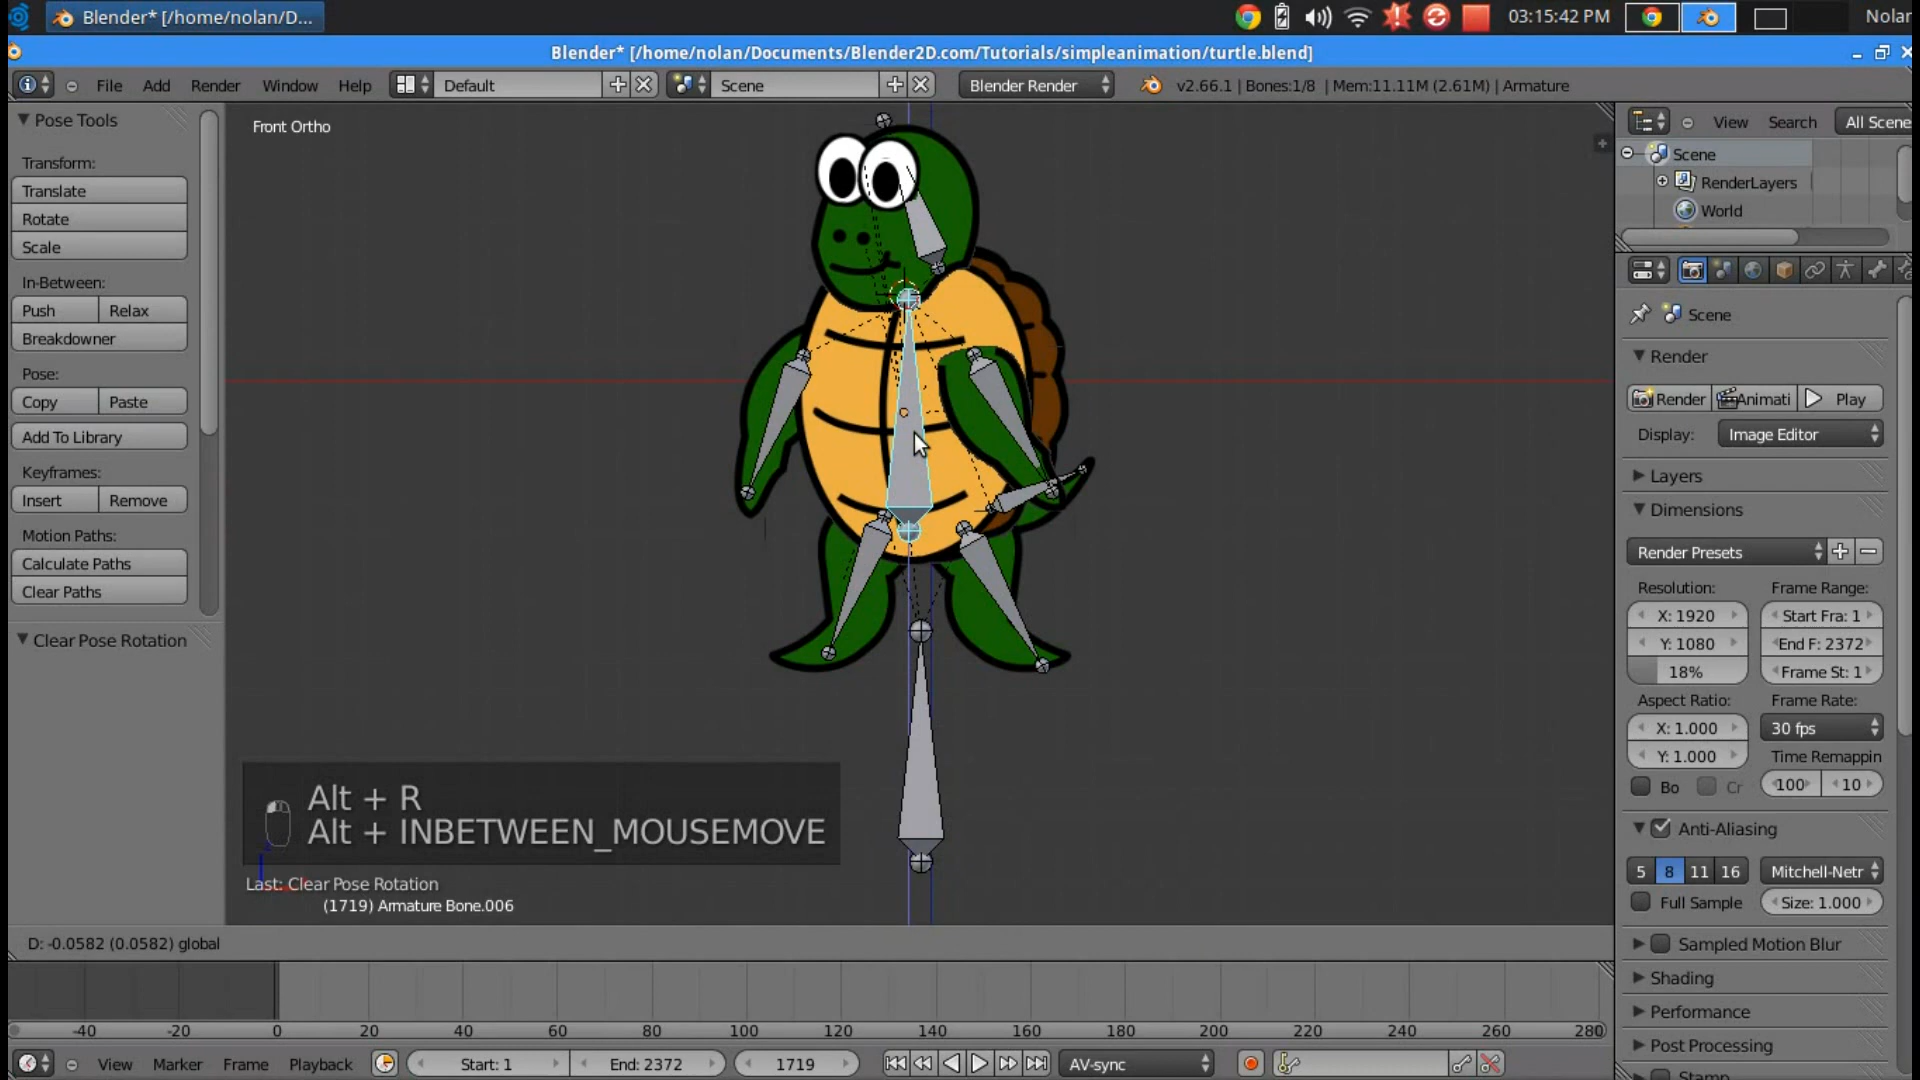 Blender* [/home/nolan/D...
03:15:42 PM
Nolan
Blender* [/home/nolan/Documents/Blender2D.com/Tutorials/simpleanimation/turtle.blend]
File Add Render Window Help
Default
Scene
Blender Render
v2.66.1 | Bones:1/8 | Mem:11.11M (2.61M) | Armature
Pose Tools
Transform:
Translate
Rotate
Scale
In-Between:
Push Relax
Breakdowner
Pose:
Copy Paste
Add To Library
Keyframes:
Insert Remove
Motion Paths:
Calculate Paths
Clear Paths
Clear Pose Rotation
Front Ortho
Alt + R
Alt + INBETWEEN_MOUSEMOVE
Last: Clear Pose Rotation
(1719) Armature Bone.006
D: -0.0582 (0.0582) global
View Search All Scene
Scene
RenderLayers
World
Scene
Render
Render Animati Play
Display: Image Editor
Layers
Dimensions
Render Presets
Resolution: Frame Range:
X: 1920 Start Fra: 1
Y: 1080 End F: 2372
18% Frame St: 1
Aspect Ratio: Frame Rate:
X: 1.000 30 fps
Y: 1.000 Time Remappin
Bo Cr 100 10
Anti-Aliasing
5 8 11 16 Mitchell-Netr
Full Sample Size: 1.000
Sampled Motion Blur
Shading
Performance
Post Processing
Stamp
-40 -20 0 20 40 60 80 100 120 140 160 180 200 220 240 260 280
View Marker Frame Playback Start: 1 End: 2372 1719 AV-sync